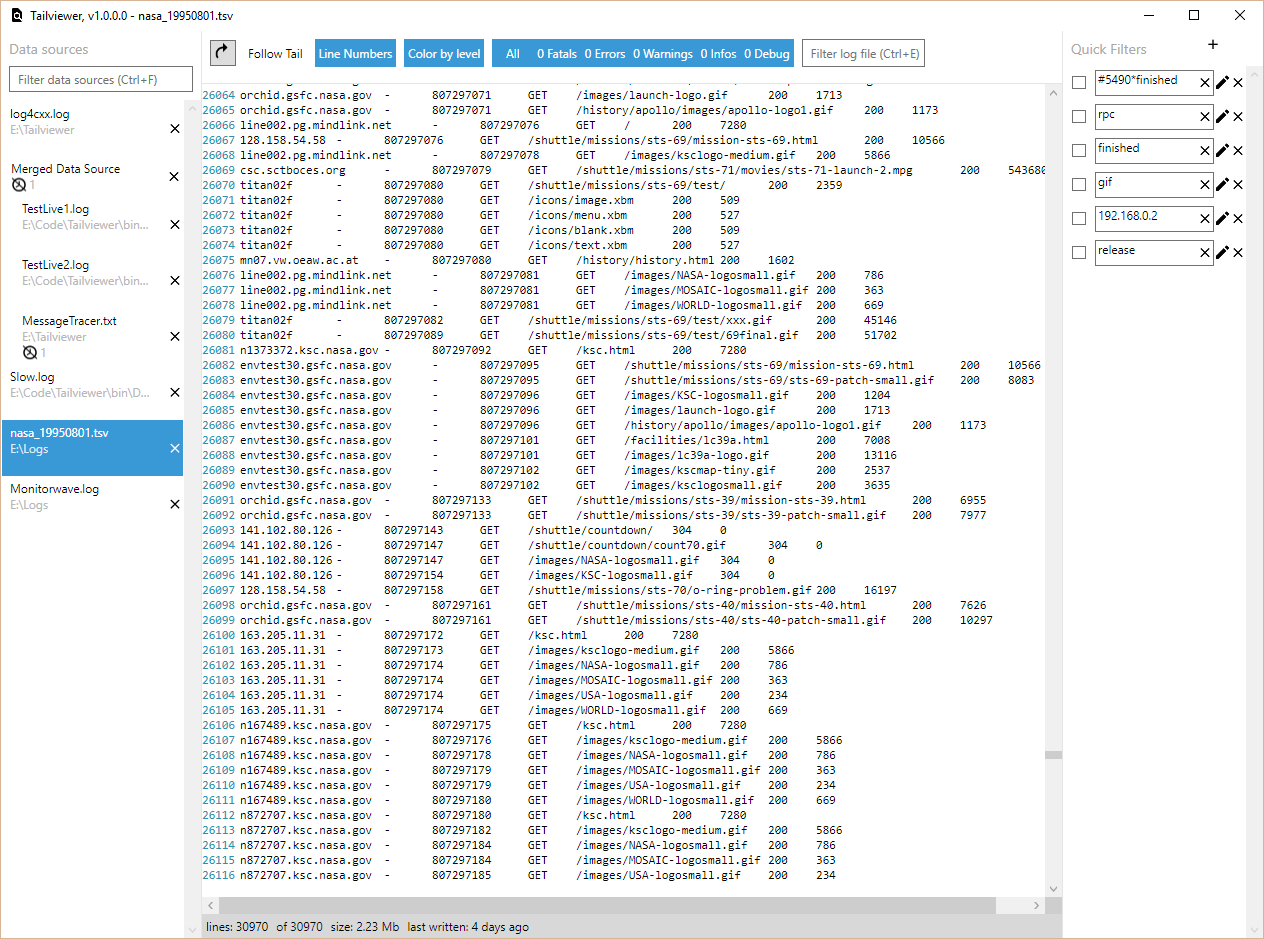 Tailviewer, v1.0.0.0 - nasa_19950801.tsv
Data sources
Filter data sources (Ctrl+F)
log4cxx.log
E:\Tailviewer
Merged Data Source
1
TestLive1.log
E:\Code\Tailviewer\bin...
TestLive2.log
E:\Code\Tailviewer\bin...
MessageTracer.txt
E:\Tailviewer
1
Slow.log
E:\Code\Tailviewer\bin\D...
nasa_19950801.tsv
E:\Logs
Monitorwave.log
E:\Logs
Follow Tail Line Numbers Color by level All 0 Fatals 0 Errors 0 Warnings 0 Infos 0 Debug Filter log file (Ctrl+E)
26064 orchid.gsfc.nasa.gov - 807297071 GET /images/launch-logo.gif 200 1713
26065 orchid.gsfc.nasa.gov - 807297071 GET /history/apollo/images/apollo-logo1.gif 200 1173
26066 line002.pg.mindlink.net - 807297076 GET / 200 7280
26067 128.158.54.58 - 807297076 GET /shuttle/missions/sts-69/mission-sts-69.html 200 10566
26068 line002.pg.mindlink.net - 807297078 GET /images/ksclogo-medium.gif 200 5866
26069 csc.sctboces.org - 807297079 GET /shuttle/missions/sts-71/movies/sts-71-launch-2.mpg 200 543680
26070 titan02f - 807297080 GET /shuttle/missions/sts-69/test/ 200 2359
26071 titan02f - 807297080 GET /icons/image.xbm 200 509
26072 titan02f - 807297080 GET /icons/menu.xbm 200 527
26073 titan02f - 807297080 GET /icons/blank.xbm 200 509
26074 titan02f - 807297080 GET /icons/text.xbm 200 527
26075 mn07.vw.oeaw.ac.at - 807297080 GET /history/history.html 200 1602
26076 line002.pg.mindlink.net - 807297081 GET /images/NASA-logosmall.gif 200 786
26077 line002.pg.mindlink.net - 807297081 GET /images/MOSAIC-logosmall.gif 200 363
26078 line002.pg.mindlink.net - 807297081 GET /images/WORLD-logosmall.gif 200 669
26079 titan02f - 807297082 GET /shuttle/missions/sts-69/test/xxx.gif 200 45146
26080 titan02f - 807297089 GET /shuttle/missions/sts-69/test/69final.gif 200 51702
26081 n1373372.ksc.nasa.gov - 807297092 GET /ksc.html 200 7280
26082 envtest30.gsfc.nasa.gov - 807297095 GET /shuttle/missions/sts-69/mission-sts-69.html 200 10566
26083 envtest30.gsfc.nasa.gov - 807297095 GET /shuttle/missions/sts-69/sts-69-patch-small.gif 200 8083
26084 envtest30.gsfc.nasa.gov - 807297096 GET /images/KSC-logosmall.gif 200 1204
26085 envtest30.gsfc.nasa.gov - 807297096 GET /images/launch-logo.gif 200 1713
26086 envtest30.gsfc.nasa.gov - 807297096 GET /history/apollo/images/apollo-logo1.gif 200 1173
26087 envtest30.gsfc.nasa.gov - 807297101 GET /facilities/lc39a.html 200 7008
26088 envtest30.gsfc.nasa.gov - 807297101 GET /images/lc39a-logo.gif 200 13116
26089 envtest30.gsfc.nasa.gov - 807297102 GET /images/kscmap-tiny.gif 200 2537
26090 envtest30.gsfc.nasa.gov - 807297102 GET /images/ksclogosmall.gif 200 3635
26091 orchid.gsfc.nasa.gov - 807297133 GET /shuttle/missions/sts-39/mission-sts-39.html 200 6955
26092 orchid.gsfc.nasa.gov - 807297133 GET /shuttle/missions/sts-39/sts-39-patch-small.gif 200 7977
26093 141.102.80.126 - 807297143 GET /shuttle/countdown/ 304 0
26094 141.102.80.126 - 807297147 GET /shuttle/countdown/count70.gif 304 0
26095 141.102.80.126 - 807297147 GET /images/NASA-logosmall.gif 304 0
26096 141.102.80.126 - 807297154 GET /images/KSC-logosmall.gif 304 0
26097 128.158.54.58 - 807297158 GET /shuttle/missions/sts-70/o-ring-problem.gif 200 16197
26098 orchid.gsfc.nasa.gov - 807297161 GET /shuttle/missions/sts-40/mission-sts-40.html 200 7626
26099 orchid.gsfc.nasa.gov - 807297161 GET /shuttle/missions/sts-40/sts-40-patch-small.gif 200 10297
26100 163.205.11.31 - 807297172 GET /ksc.html 200 7280
26101 163.205.11.31 - 807297173 GET /images/ksclogo-medium.gif 200 5866
26102 163.205.11.31 - 807297174 GET /images/NASA-logosmall.gif 200 786
26103 163.205.11.31 - 807297174 GET /images/MOSAIC-logosmall.gif 200 363
26104 163.205.11.31 - 807297174 GET /images/USA-logosmall.gif 200 234
26105 163.205.11.31 - 807297174 GET /images/WORLD-logosmall.gif 200 669
26106 n167489.ksc.nasa.gov - 807297175 GET /ksc.html 200 7280
26107 n167489.ksc.nasa.gov - 807297176 GET /images/ksclogo-medium.gif 200 5866
26108 n167489.ksc.nasa.gov - 807297178 GET /images/NASA-logosmall.gif 200 786
26109 n167489.ksc.nasa.gov - 807297179 GET /images/MOSAIC-logosmall.gif 200 363
26110 n167489.ksc.nasa.gov - 807297179 GET /images/USA-logosmall.gif 200 234
26111 n167489.ksc.nasa.gov - 807297180 GET /images/WORLD-logosmall.gif 200 669
26112 n872707.ksc.nasa.gov - 807297180 GET /ksc.html 200 7280
26113 n872707.ksc.nasa.gov - 807297182 GET /images/ksclogo-medium.gif 200 5866
26114 n872707.ksc.nasa.gov - 807297184 GET /images/NASA-logosmall.gif 200 786
26115 n872707.ksc.nasa.gov - 807297184 GET /images/MOSAIC-logosmall.gif 200 363
26116 n872707.ksc.nasa.gov - 807297185 GET /images/USA-logosmall.gif 200 234
lines: 30970 of 30970 size: 2.23 Mb last written: 4 days ago
Quick Filters
#5490*finished
rpc
finished
gif
192.168.0.2
release